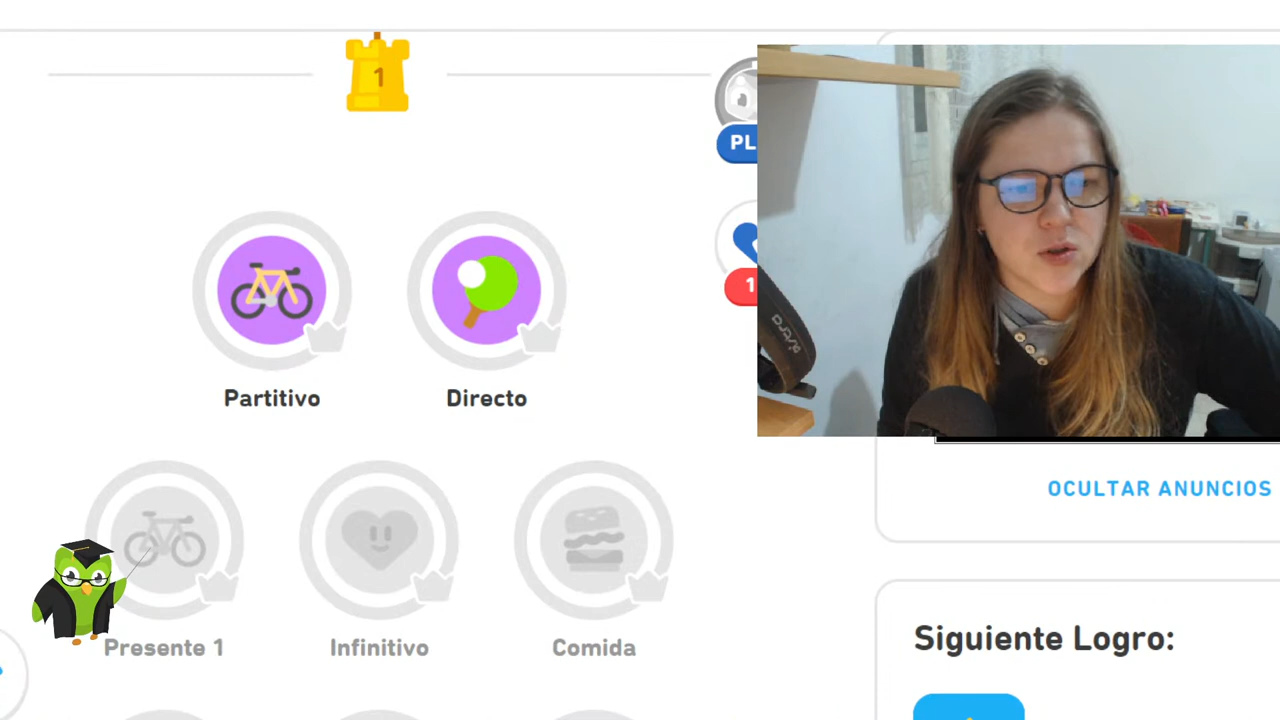 1
PL
1
Partitivo
Directo
OCULTAR ANUNCIOS
Presente 1
Infinitivo
Comida
Siguiente Logro: